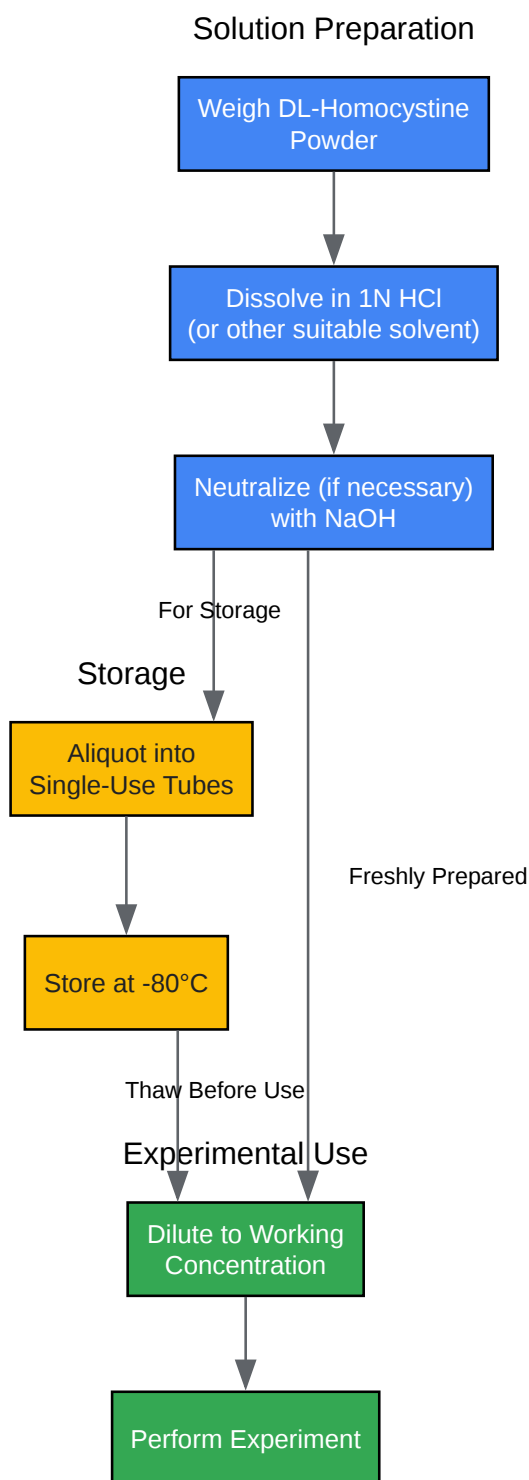 Solution Preparation
Weigh DL-Homocystine
Powder
Dissolve in 1N HCl
(or other suitable solvent)
Neutralize (if necessary)
with NaOH
For Storage
Storage
Aliquot into
Single-Use Tubes
Freshly Prepared
Store at -80°C
Thaw Before Use
Experimental Use
Dilute to Working
Concentration
Perform Experiment